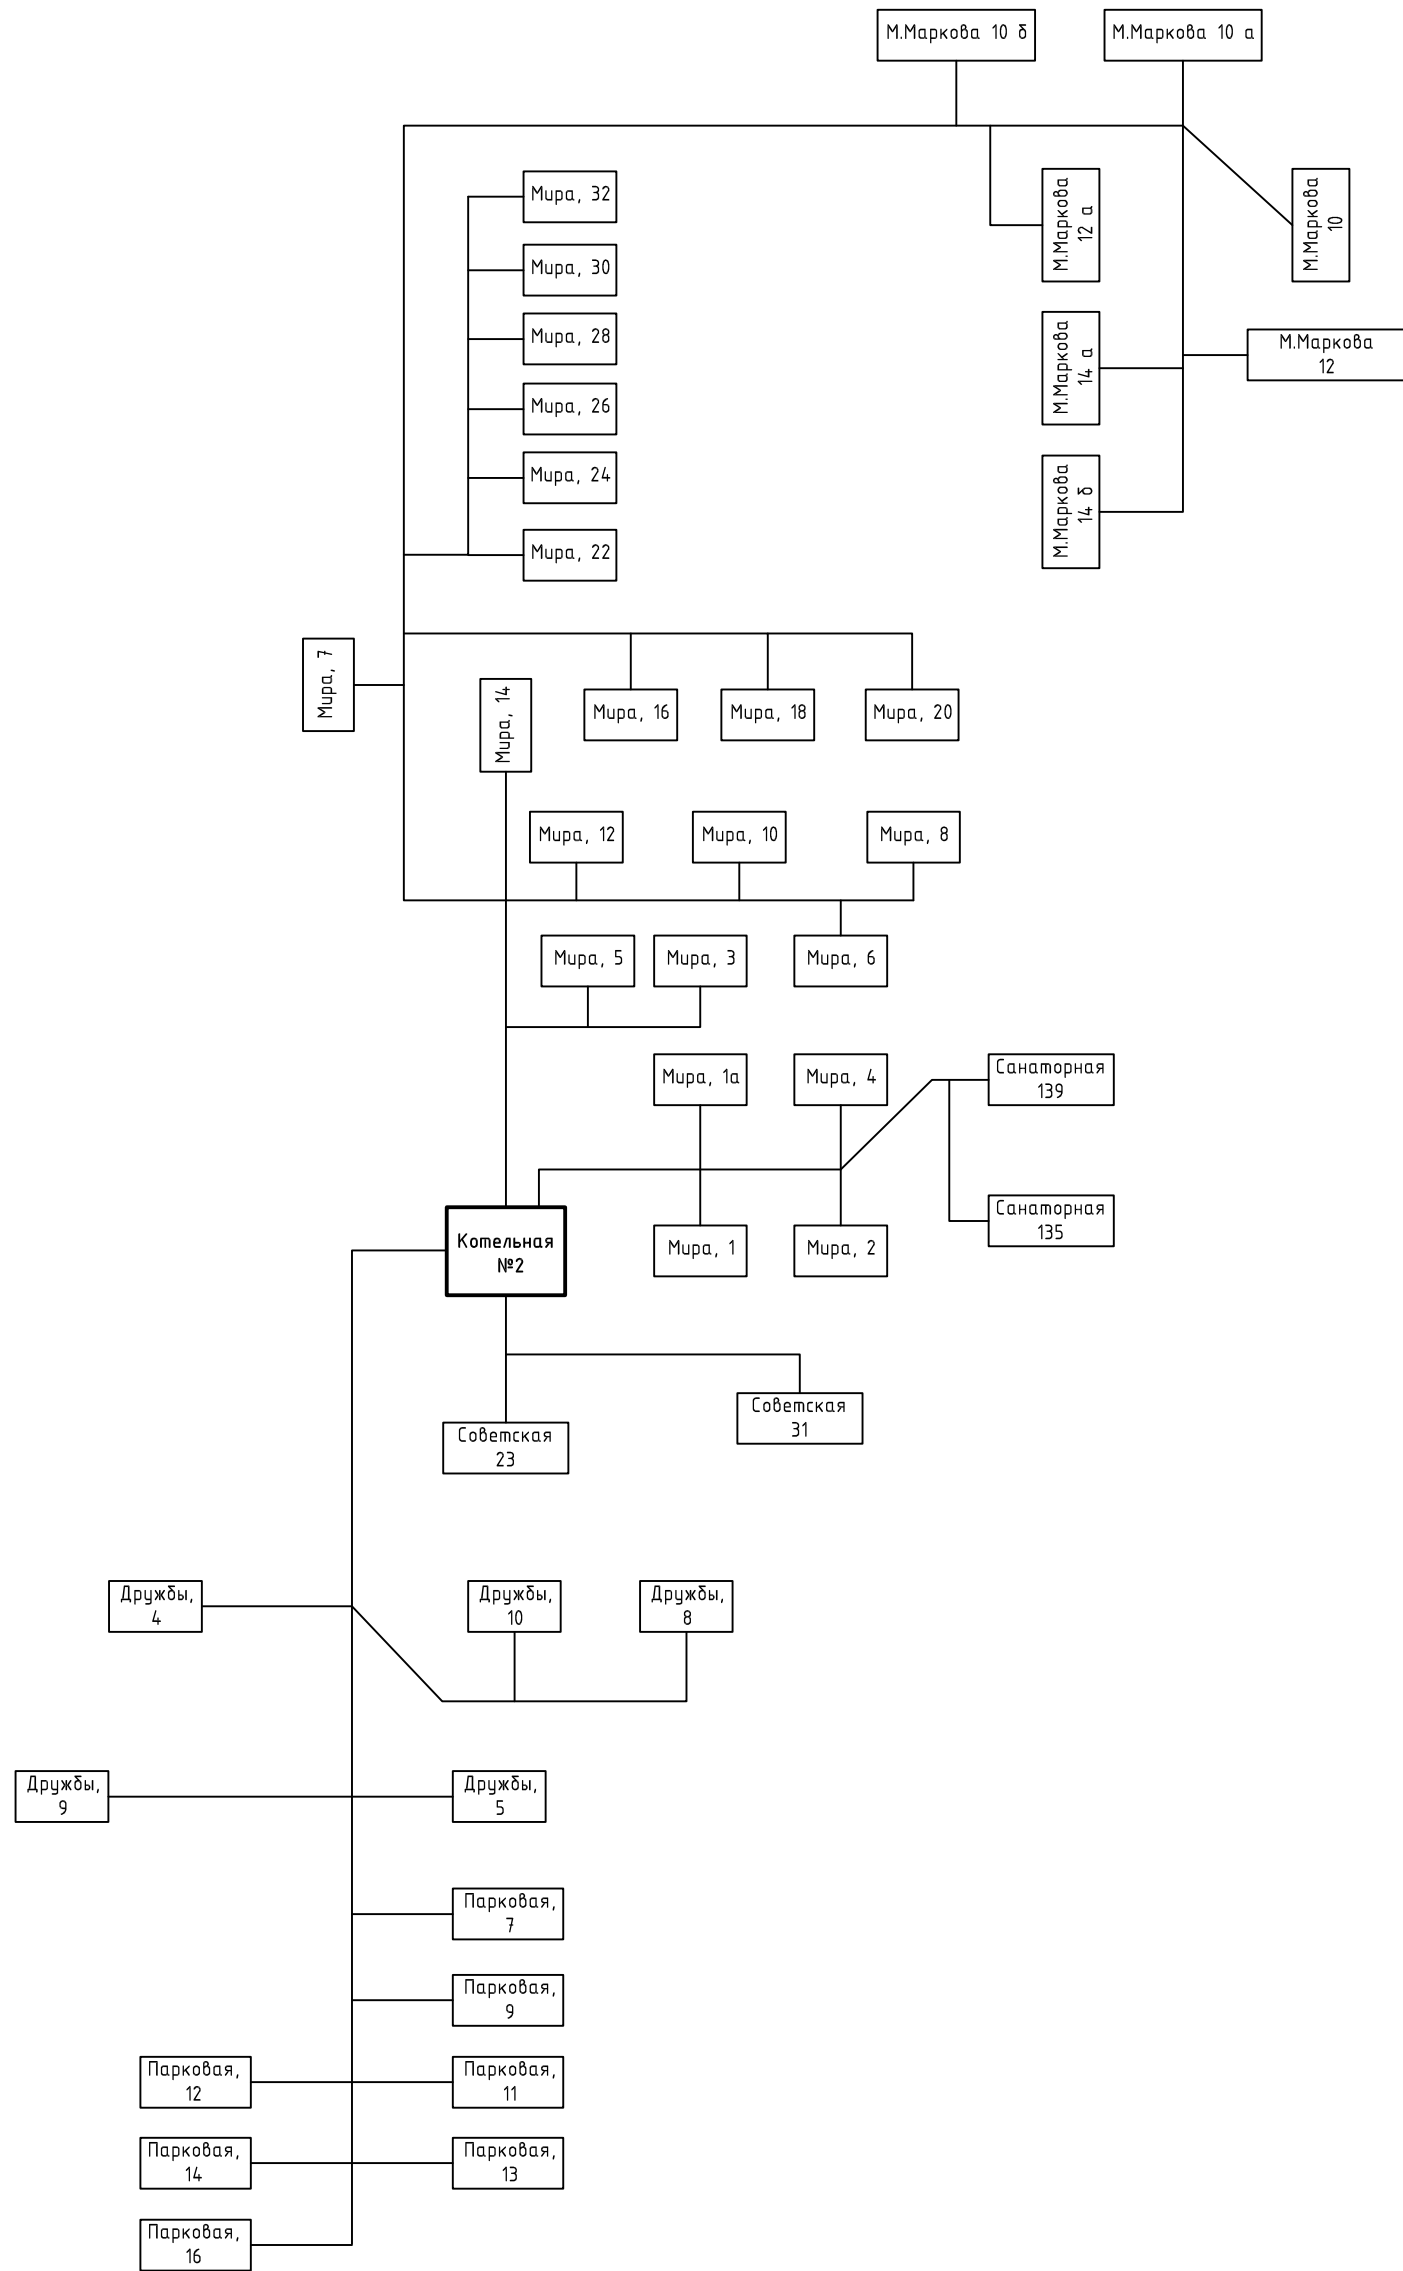 М.Маркова 10 б
М.Маркова 10 а
Мира, 32
М.Маркова
12 а
М.Маркова
10
Мира, 30
Мира, 28
М.Маркова
14 а
М.Маркова
12
Мира, 26
Мира, 24
М.Маркова
14 б
Мира, 22
Мира, 7
Мира, 14
Мира, 16
Мира, 18
Мира, 20
Мира, 12
Мира, 10
Мира, 8
Мира, 5
Мира, 3
Мира, 6
Мира, 1а
Мира, 4
Санаторная
139
Санаторная
135
Котельная
№2
Мира, 1
Мира, 2
Советская
31
Советская
23
Дружбы,
4
Дружбы,
10
Дружбы,
8
Дружбы,
9
Дружбы,
5
Парковая,
7
Парковая,
9
Парковая,
12
Парковая,
11
Парковая,
14
Парковая,
13
Парковая,
16